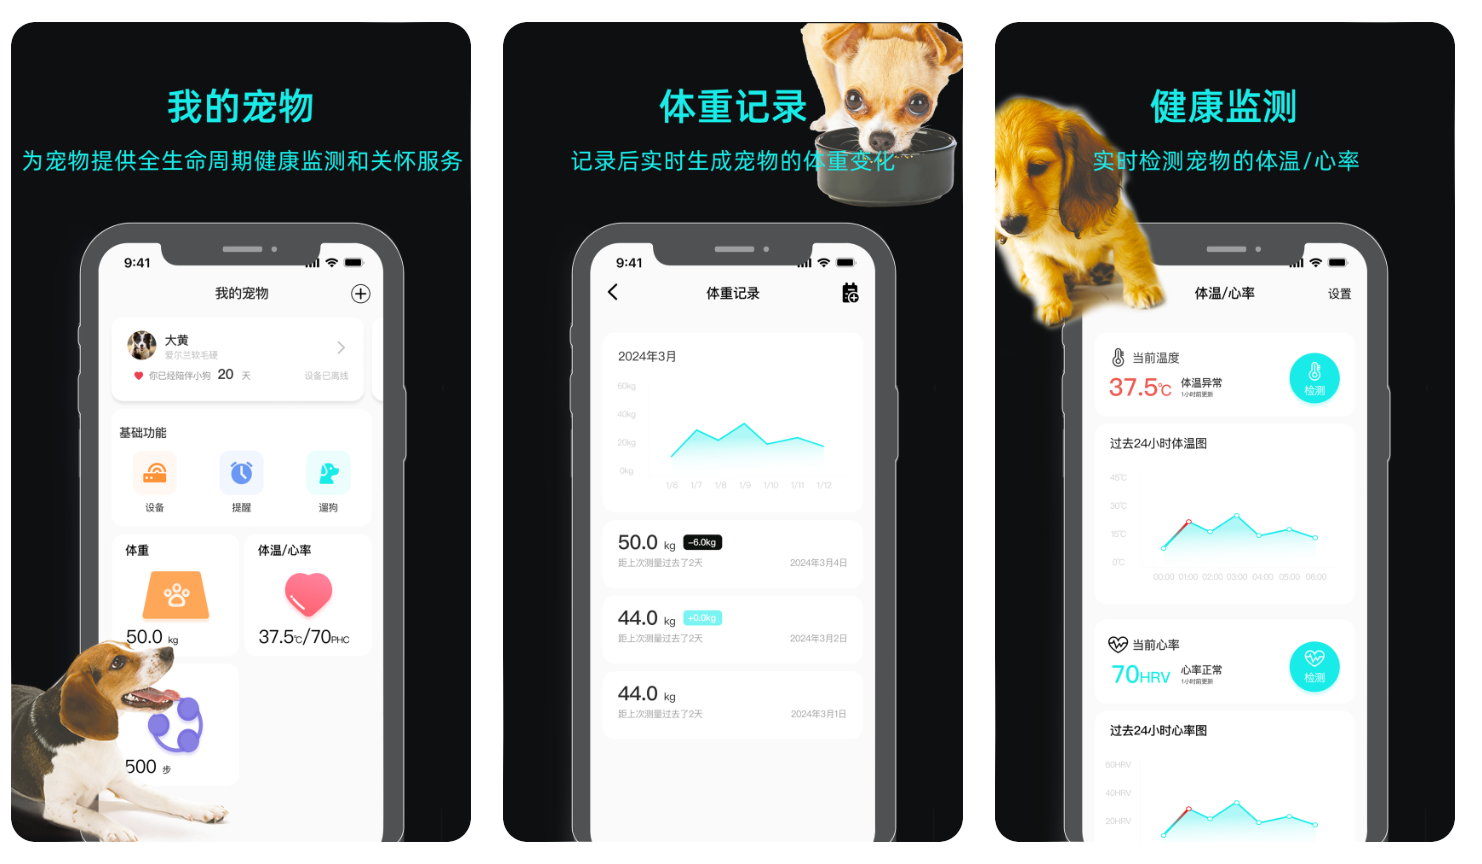 我的宠物
为宠物提供全生命周期健康监测和关怀服务
9:41
我的宠物
大黄
爱尔兰软毛梗
你已经陪伴小狗 20 天
设备已离线
基础功能
设备
提醒
遛狗
体重
50.0 kg
体温/心率
37.5℃/70PHC
500 步
体重记录
记录后实时生成宠物的体重变化
9:41
体重记录
2024年3月
60kg
40kg
20kg
0kg
1/6 1/7 1/8 1/9 1/10 1/11 1/12
50.0 kg -6.0kg
距上次测量过去了2天 2024年3月4日
44.0 kg +0.0kg
距上次测量过去了2天 2024年3月2日
44.0 kg
距上次测量过去了2天 2024年3月1日
健康监测
实时检测宠物的体温/心率
体温/心率
设置
当前温度
37.5℃ 体温异常
1小时前更新
检测
过去24小时体温图
45℃
30℃
15℃
0℃
00:00 01:00 02:00 03:00 04:00 05:00 06:00
当前心率
70HRV 心率正常
1小时前更新
检测
过去24小时心率图
60HRV
40HRV
20HRV